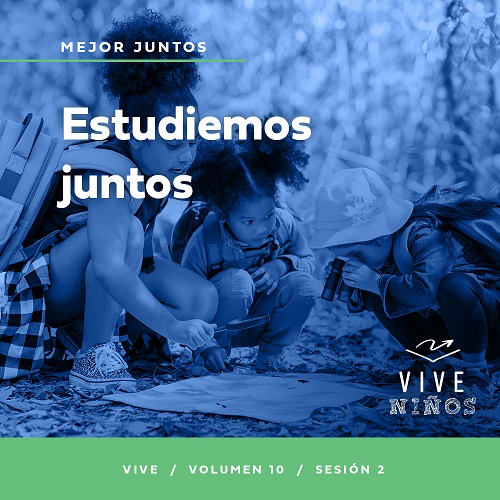 MEJOR JUNTOS
Estudiemos
juntos
VIVE
NIÑOS
VIVE / VOLUMEN 10 / SESIÓN 2